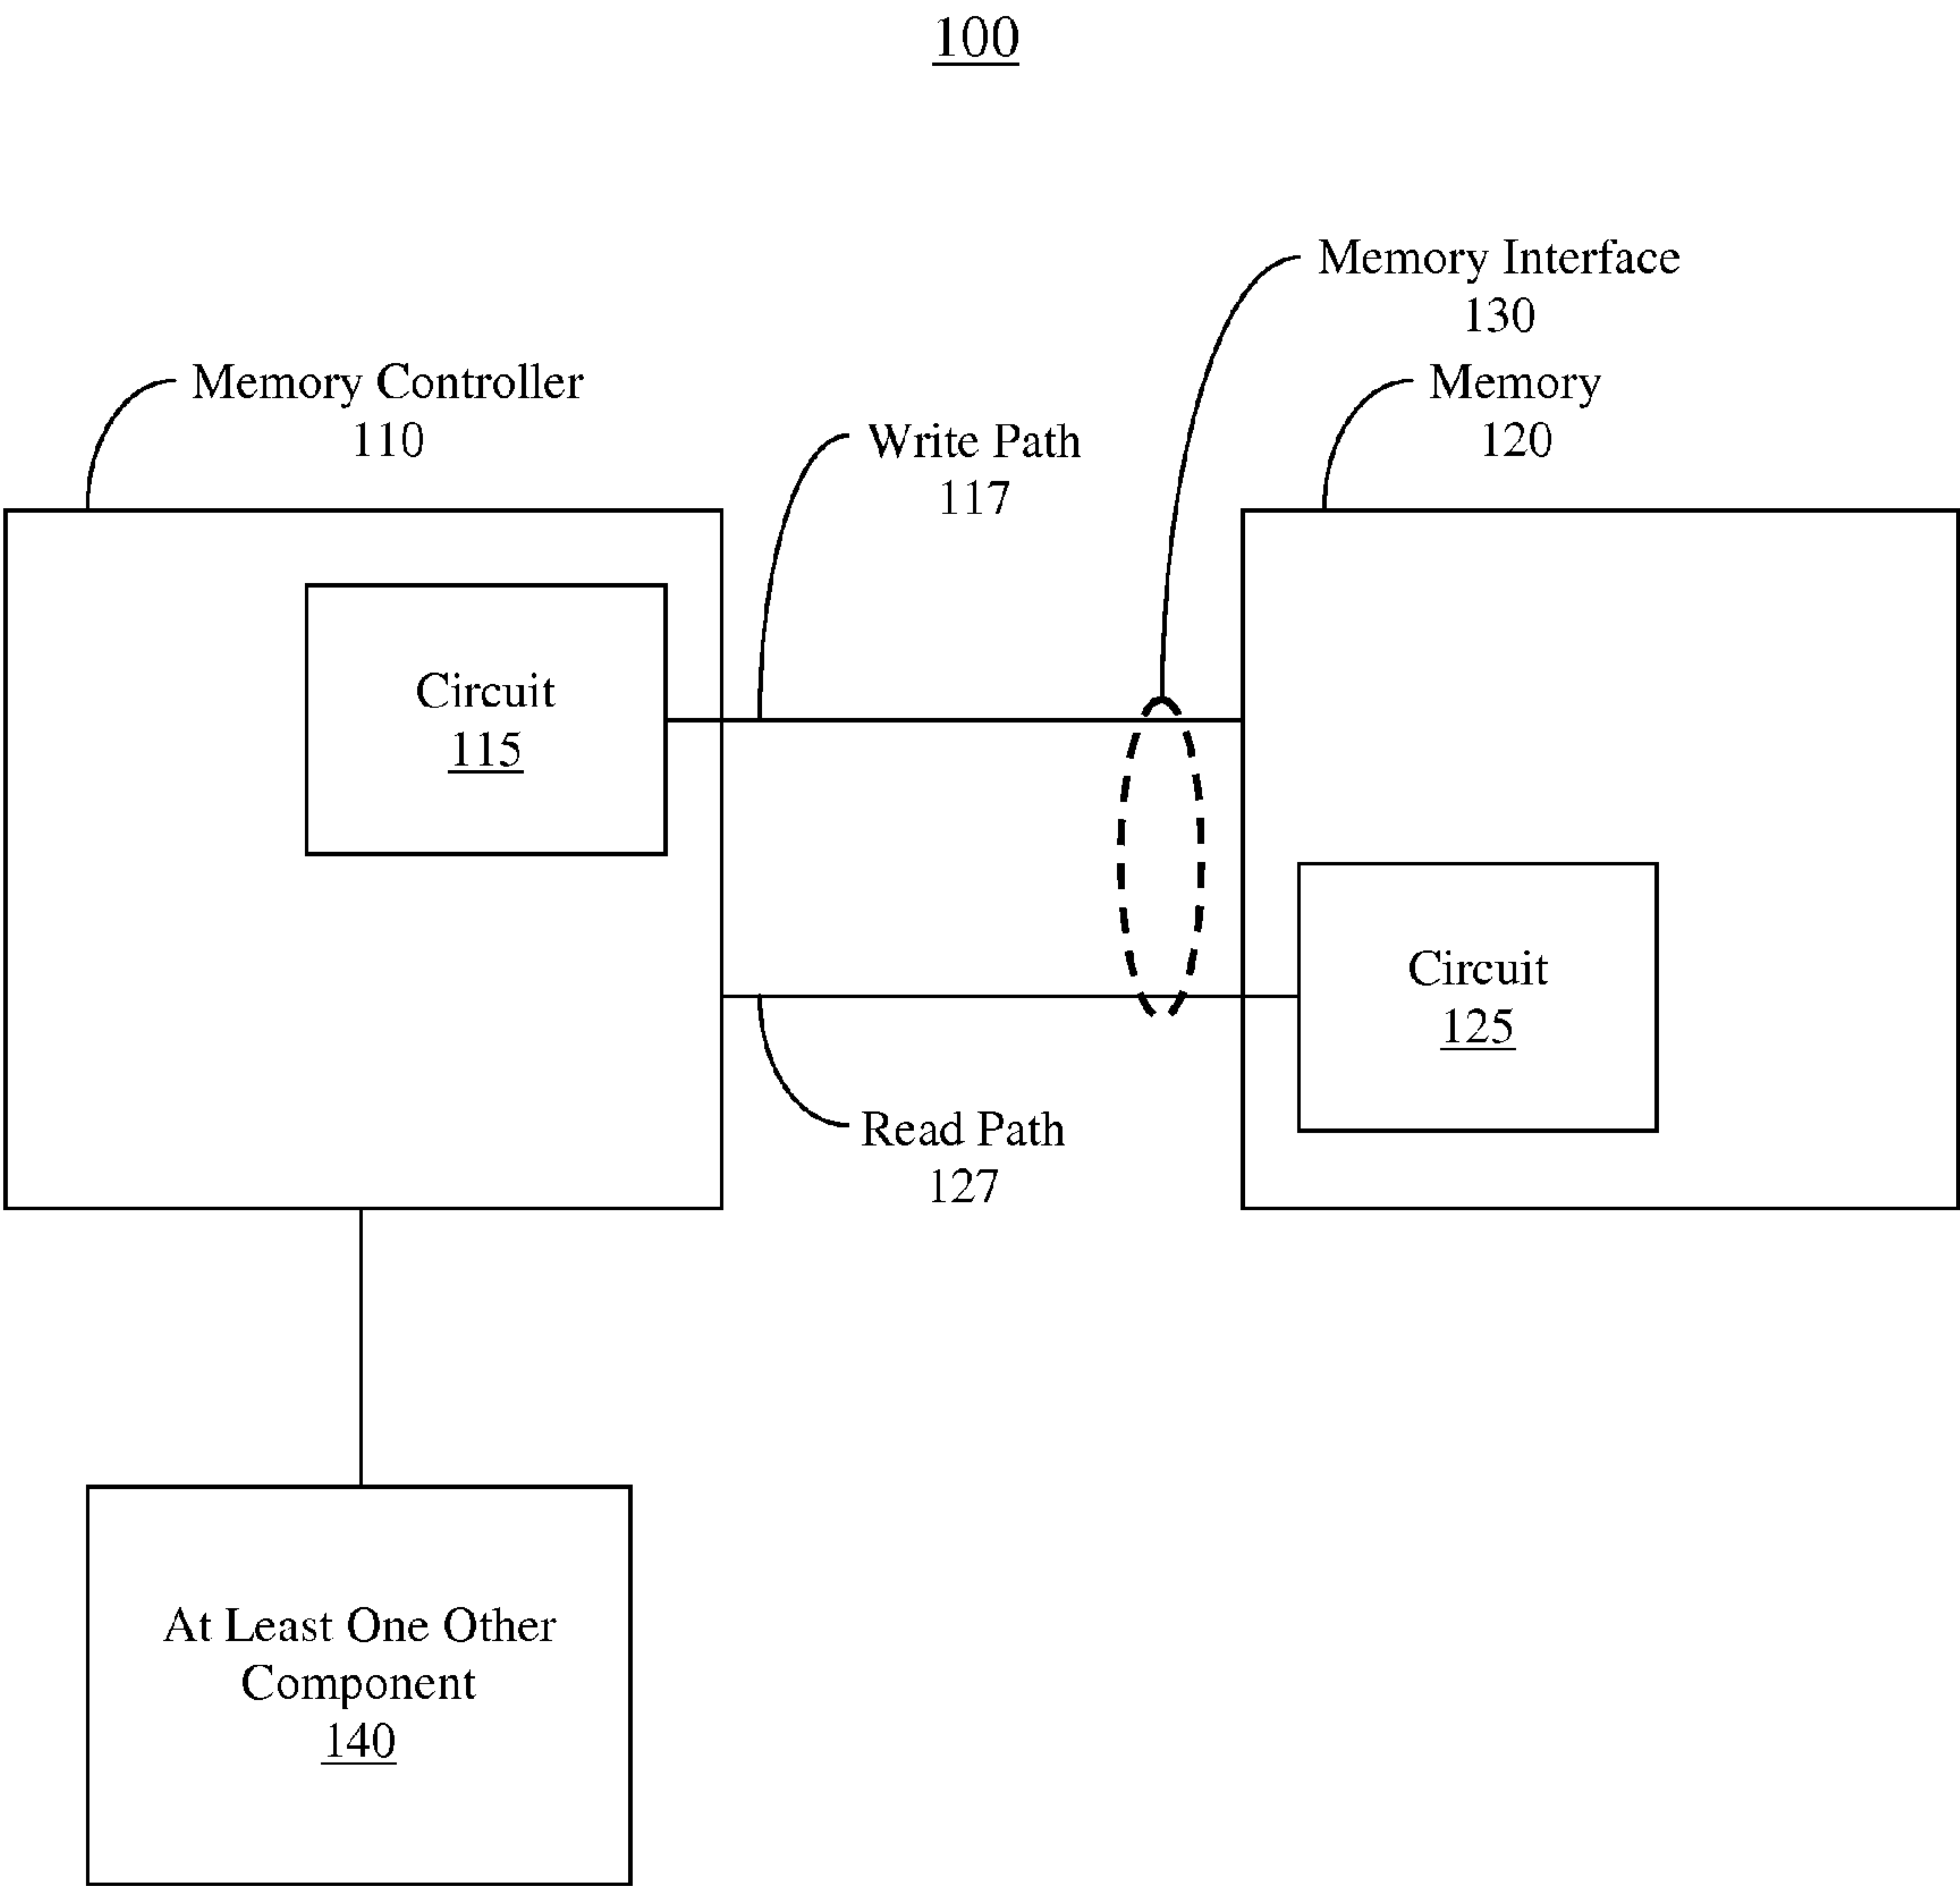 100
Memory Interface
130
Memory Controller
110
Memory
120
Write Path
117
Circuit
115
Circuit
125
Read Path
127
At Least One Other
Component
140